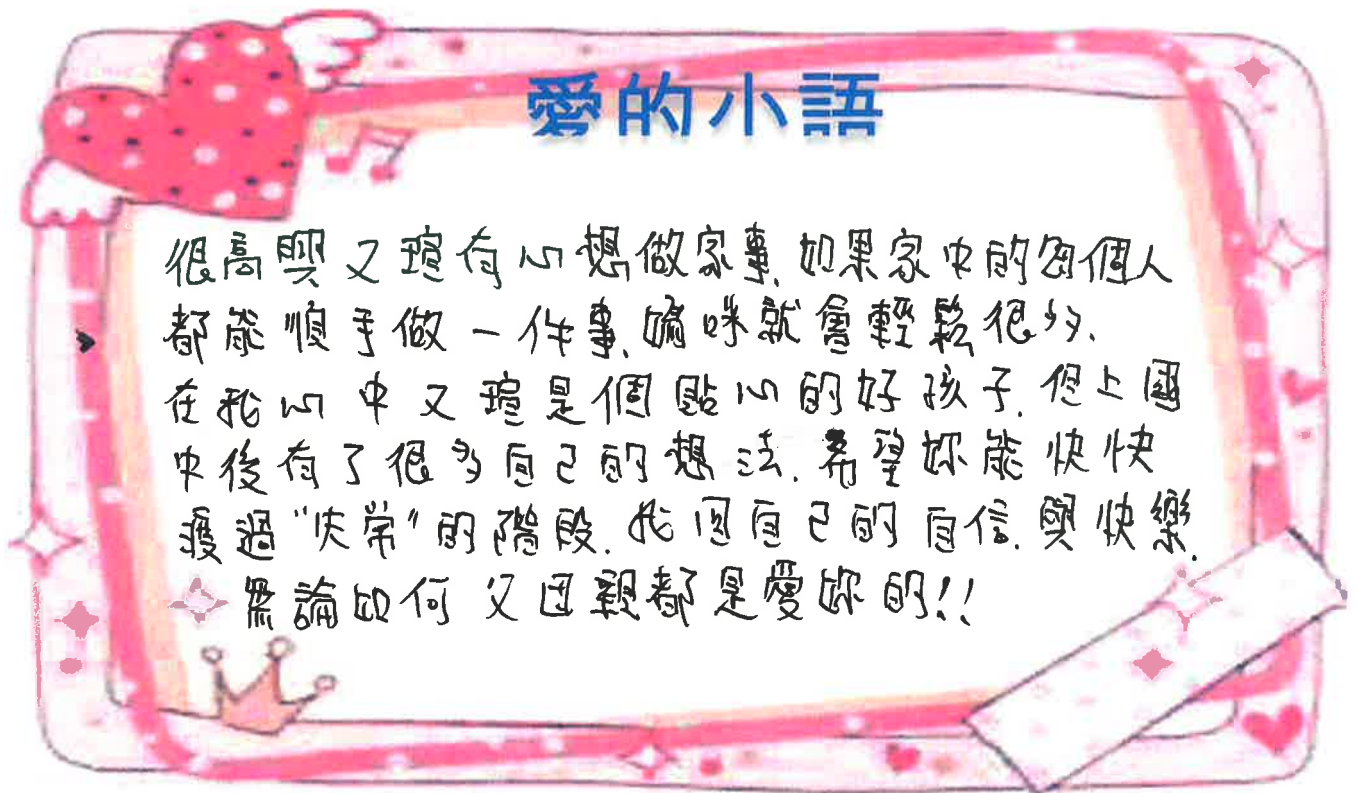 愛的小語
很高興又瑄有心想做家事.如果家中的每個人
都能順手做一件事.媽咪就會輕鬆很多.
在我心中又瑄是個貼心的好孩子.但上國
中後有了很多自己的想法.希望妳能快快
渡過"失常"的階段.找回自己的自信.與快樂.
無論如何 父母親都是愛妳的!!